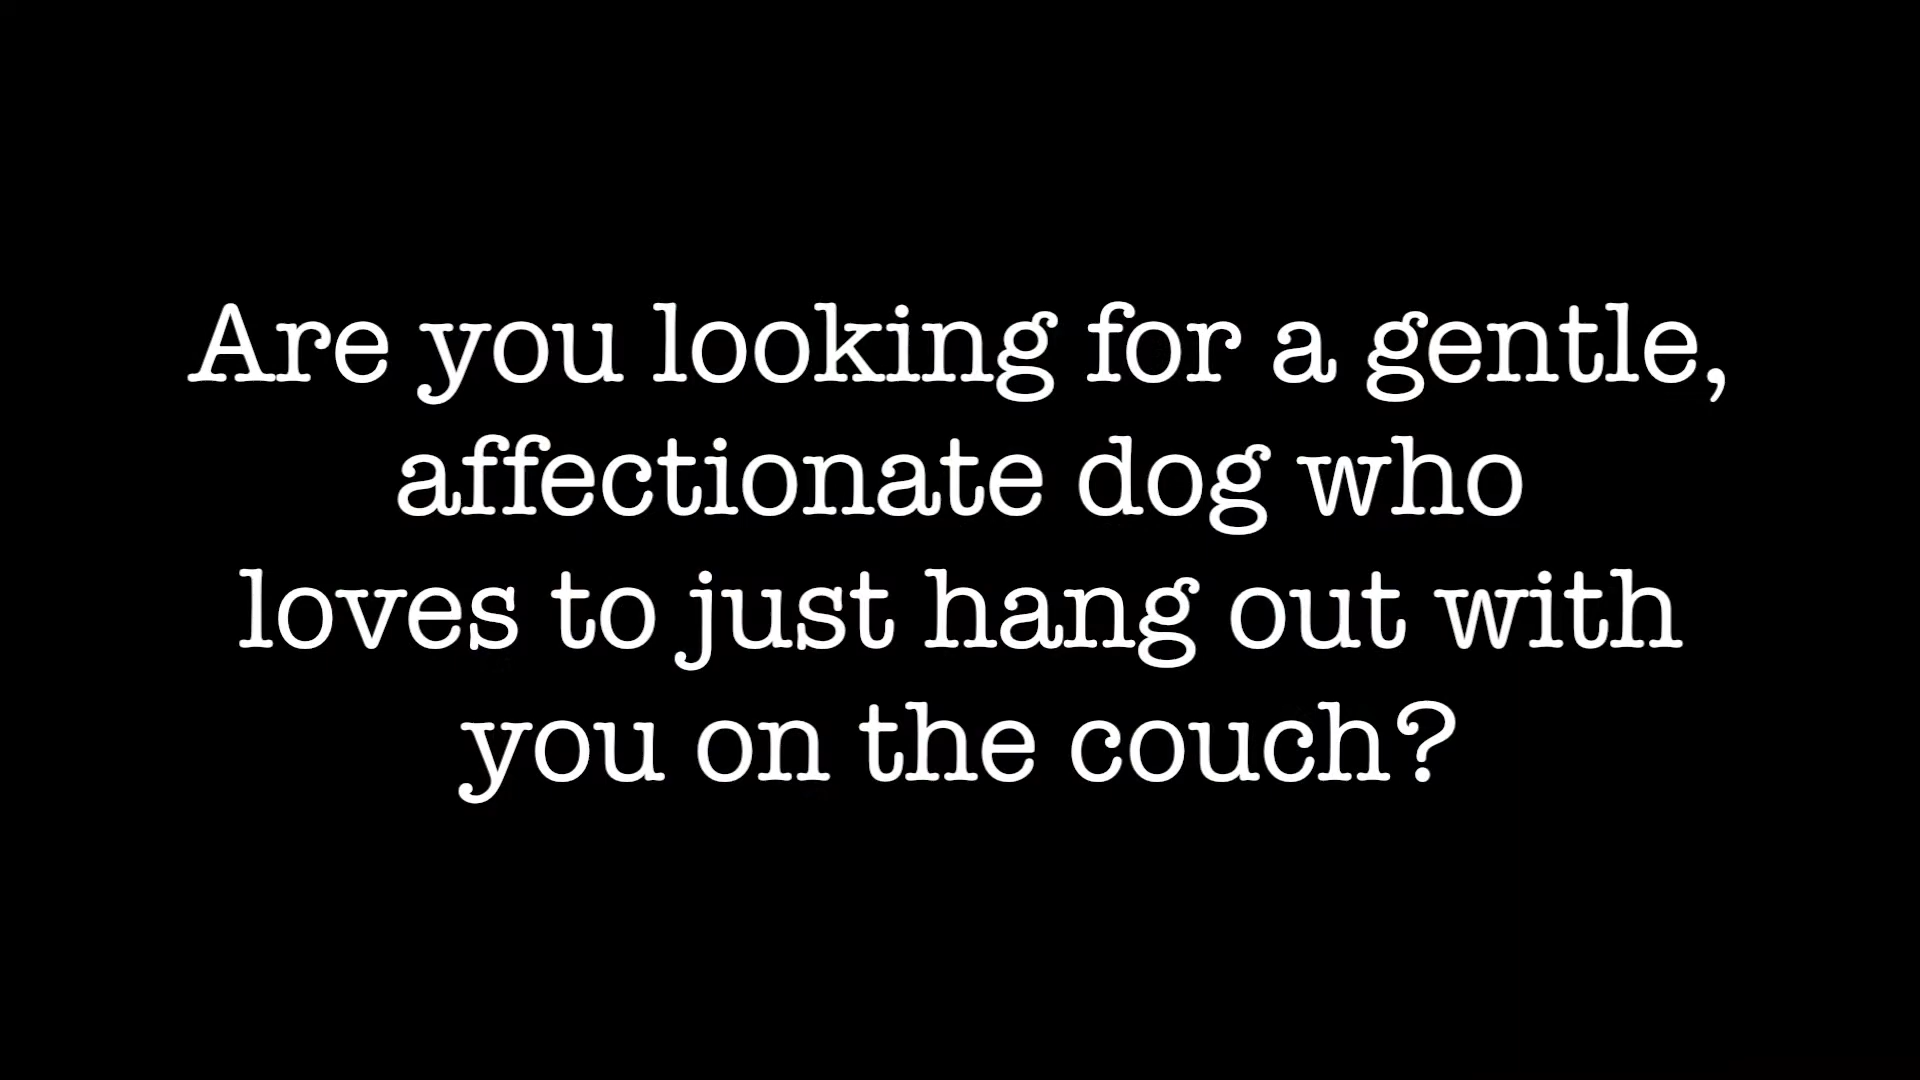 Are you looking for a gentle,
affectionate dog who
loves to just hang out with
you on the couch?